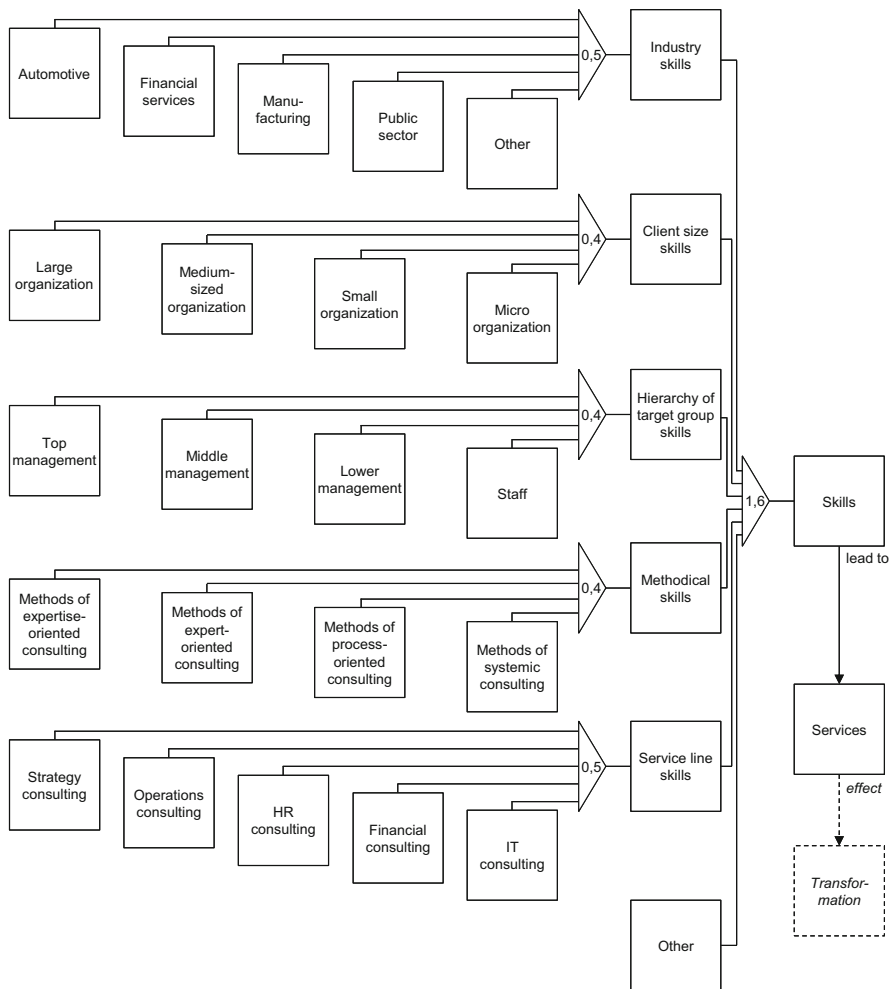 Automotive
Financial
services
Manu-
facturing
Public
sector
Other
0,5
Industry
skills
Large
organization
Medium-
sized
organization
Small
organization
Micro
organization
0,4
Client size
skills
Top
management
Middle
management
Lower
management
Staff
0,4
Hierarchy of
target group
skills
Methods of
expertise-
oriented
consulting
Methods of
expert-
oriented
consulting
Methods of
process-
oriented
consulting
Methods of
systemic
consulting
0,4
Methodical
skills
Strategy
consulting
Operations
consulting
HR
consulting
Financial
consulting
IT
consulting
0,5
Service line
skills
Other
1,6
Skills
lead to
Services
effect
Transfor-
mation